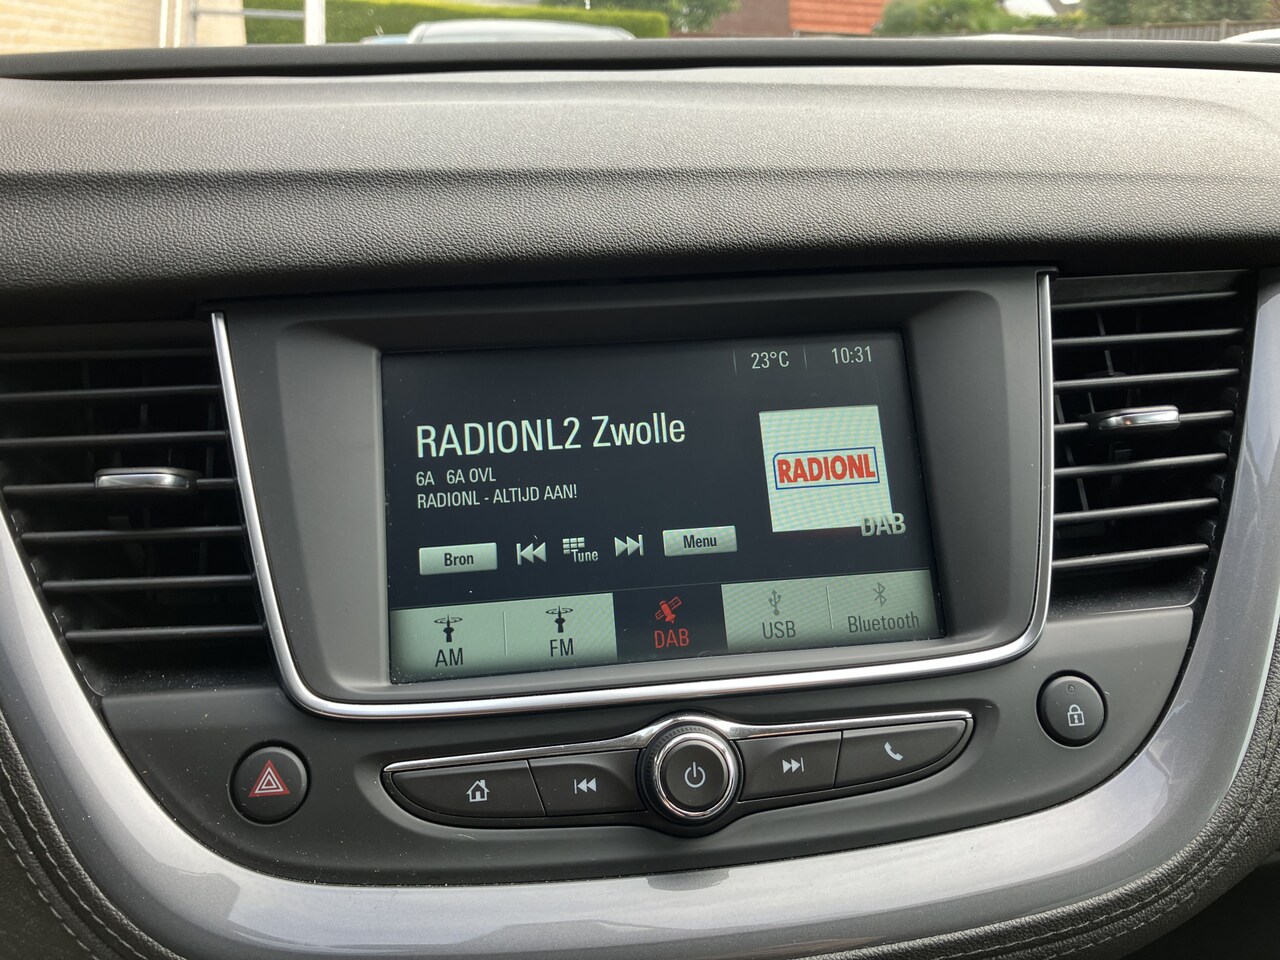 23°C 10:31
RADIONL2 Zwolle
6A 6A OVL
RADIONL - ALTIJD AAN!
RADIONL
DAB
Bron Tune Menu
AM FM DAB USB Bluetooth